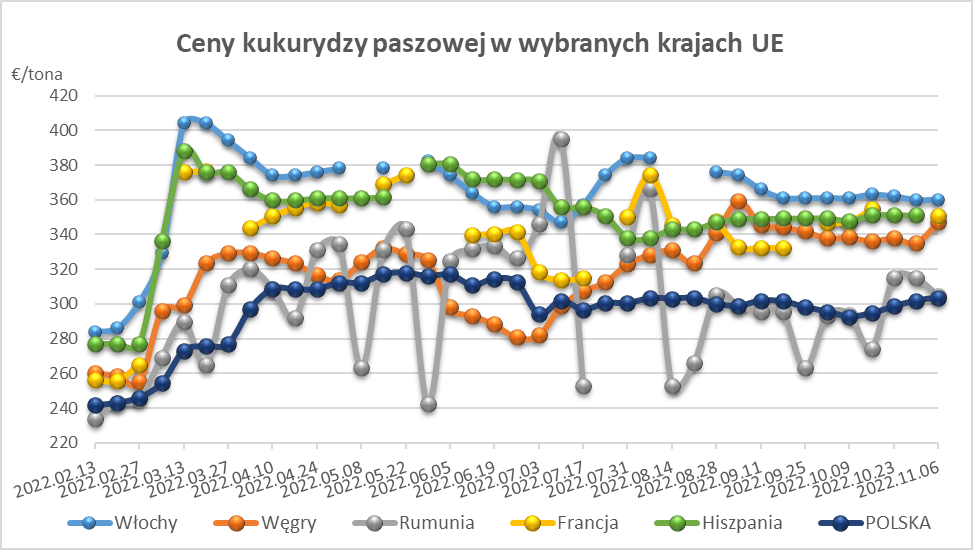 Ceny kukurydzy paszowej w wybranych krajach UE
€/tona
420
400
380
360
340
320
300
280
260
240
220
2022.02.13 2022.02.27 2022.03.13 2022.03.27 2022.04.10 2022.04.24 2022.05.08 2022.05.22 2022.06.05 2022.06.19 2022.07.03 2022.07.17 2022.07.31 2022.08.14 2022.08.28 2022.09.11 2022.09.25 2022.10.09 2022.10.23 2022.11.06
Włochy Węgry Rumunia Francja Hiszpania POLSKA